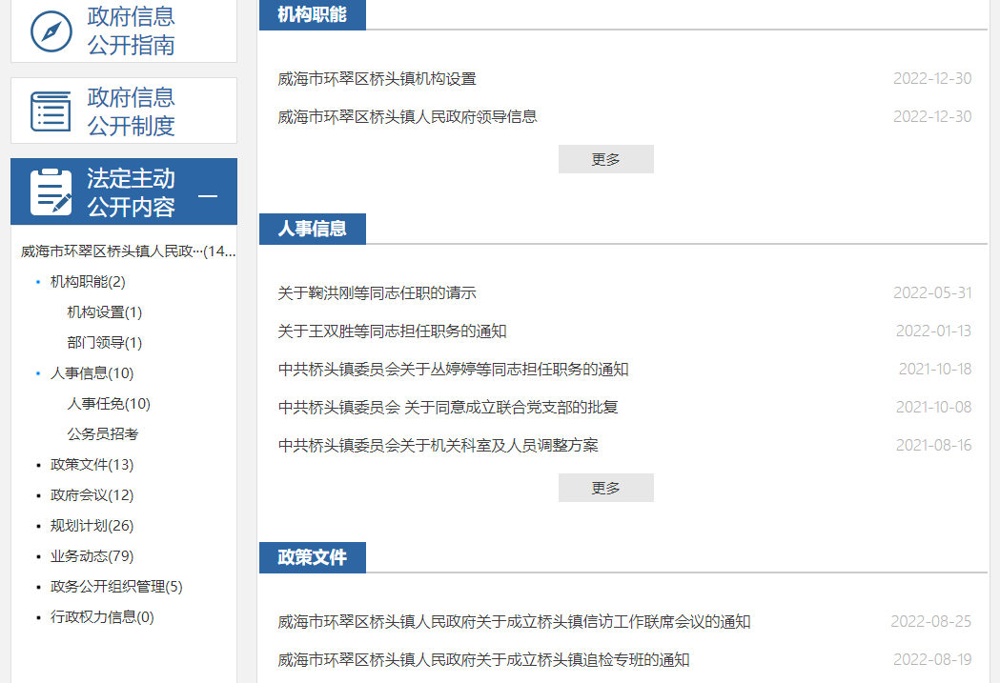 政府信息
公开指南
政府信息
公开制度
法定主动
公开内容
威海市环翠区桥头镇人民政···(14...
机构职能(2)
机构设置(1)
部门领导(1)
人事信息(10)
人事任免(10)
公务员招考
政策文件(13)
政府会议(12)
规划计划(26)
业务动态(79)
政务公开组织管理(5)
行政权力信息(0)
机构职能
威海市环翠区桥头镇机构设置 2022-12-30
威海市环翠区桥头镇人民政府领导信息 2022-12-30
更多
人事信息
关于鞠洪刚等同志任职的请示 2022-05-31
关于王双胜等同志担任职务的通知 2022-01-13
中共桥头镇委员会关于丛婷婷等同志担任职务的通知 2021-10-18
中共桥头镇委员会 关于同意成立联合党支部的批复 2021-10-08
中共桥头镇委员会关于机关科室及人员调整方案 2021-08-16
更多
政策文件
威海市环翠区桥头镇人民政府关于成立桥头镇信访工作联席会议的通知 2022-08-25
威海市环翠区桥头镇人民政府关于成立桥头镇追检专班的通知 2022-08-19